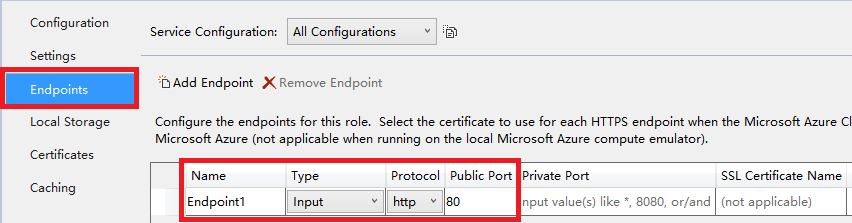 Configuration
Settings
Endpoints
Local Storage
Certificates
Caching
Service Configuration: All Configurations
Add Endpoint Remove Endpoint
Configure the endpoints for this role. Select the certificate to use for each HTTPS endpoint when the Microsoft Azure Cl
Microsoft Azure (not applicable when running on the local Microsoft Azure compute emulator).
Name Type Protocol Public Port Private Port SSL Certificate Name
Endpoint1 Input http 80 nput value(s) like *, 8080, or/and (not applicable)